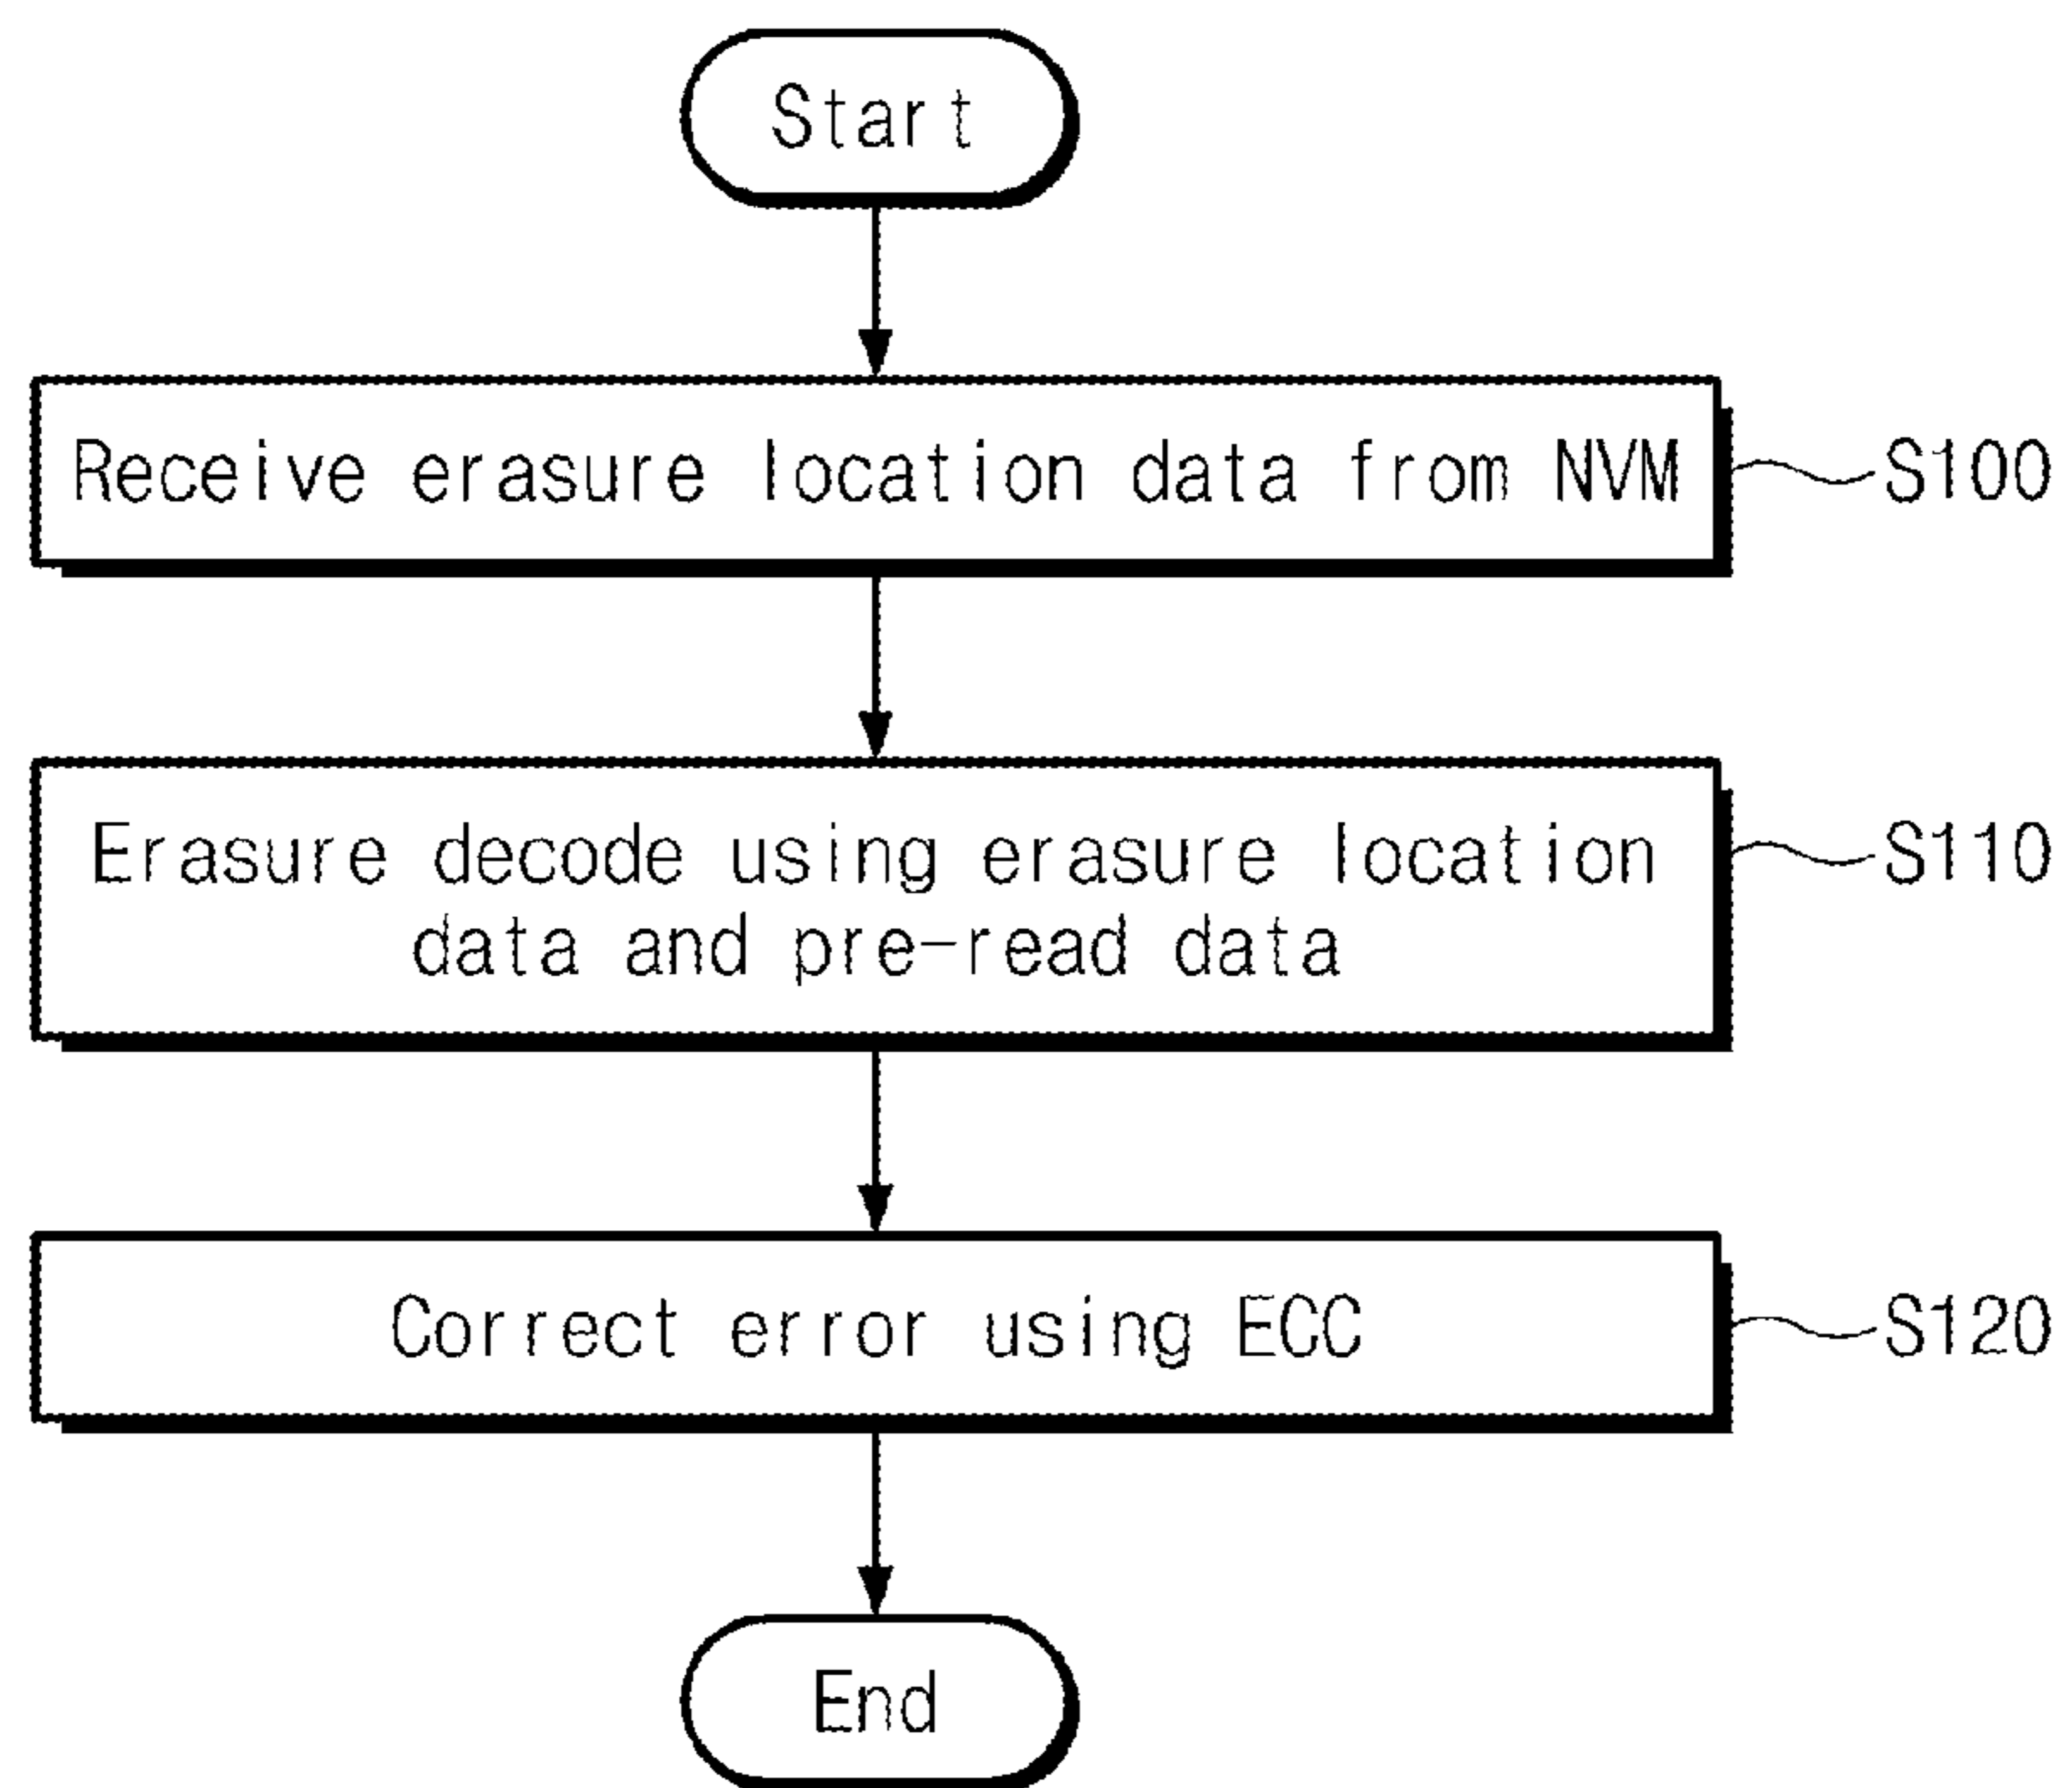 Start
Receive erasure location data from NVM
S100
Erasure decode using erasure location
data and pre-read data
S110
Correct error using ECC
S120
End